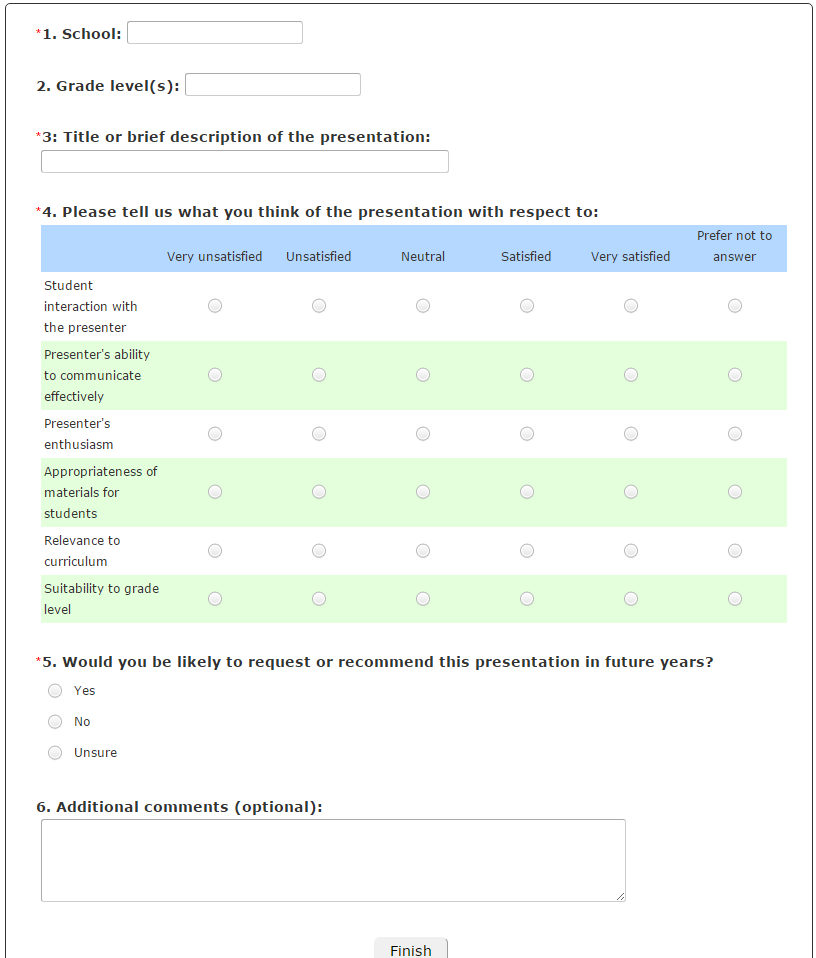 *1. School:
2. Grade level(s):
*3: Title or brief description of the presentation:
*4. Please tell us what you think of the presentation with respect to:
Very unsatisfied Unsatisfied Neutral Satisfied Very satisfied Prefer not to
answer
Student
interaction with
the presenter
Presenter's ability
to communicate
effectively
Presenter's
enthusiasm
Appropriateness of
materials for
students
Relevance to
curriculum
Suitability to grade
level
*5. Would you be likely to request or recommend this presentation in future years?
Yes
No
Unsure
6. Additional comments (optional):
Finish